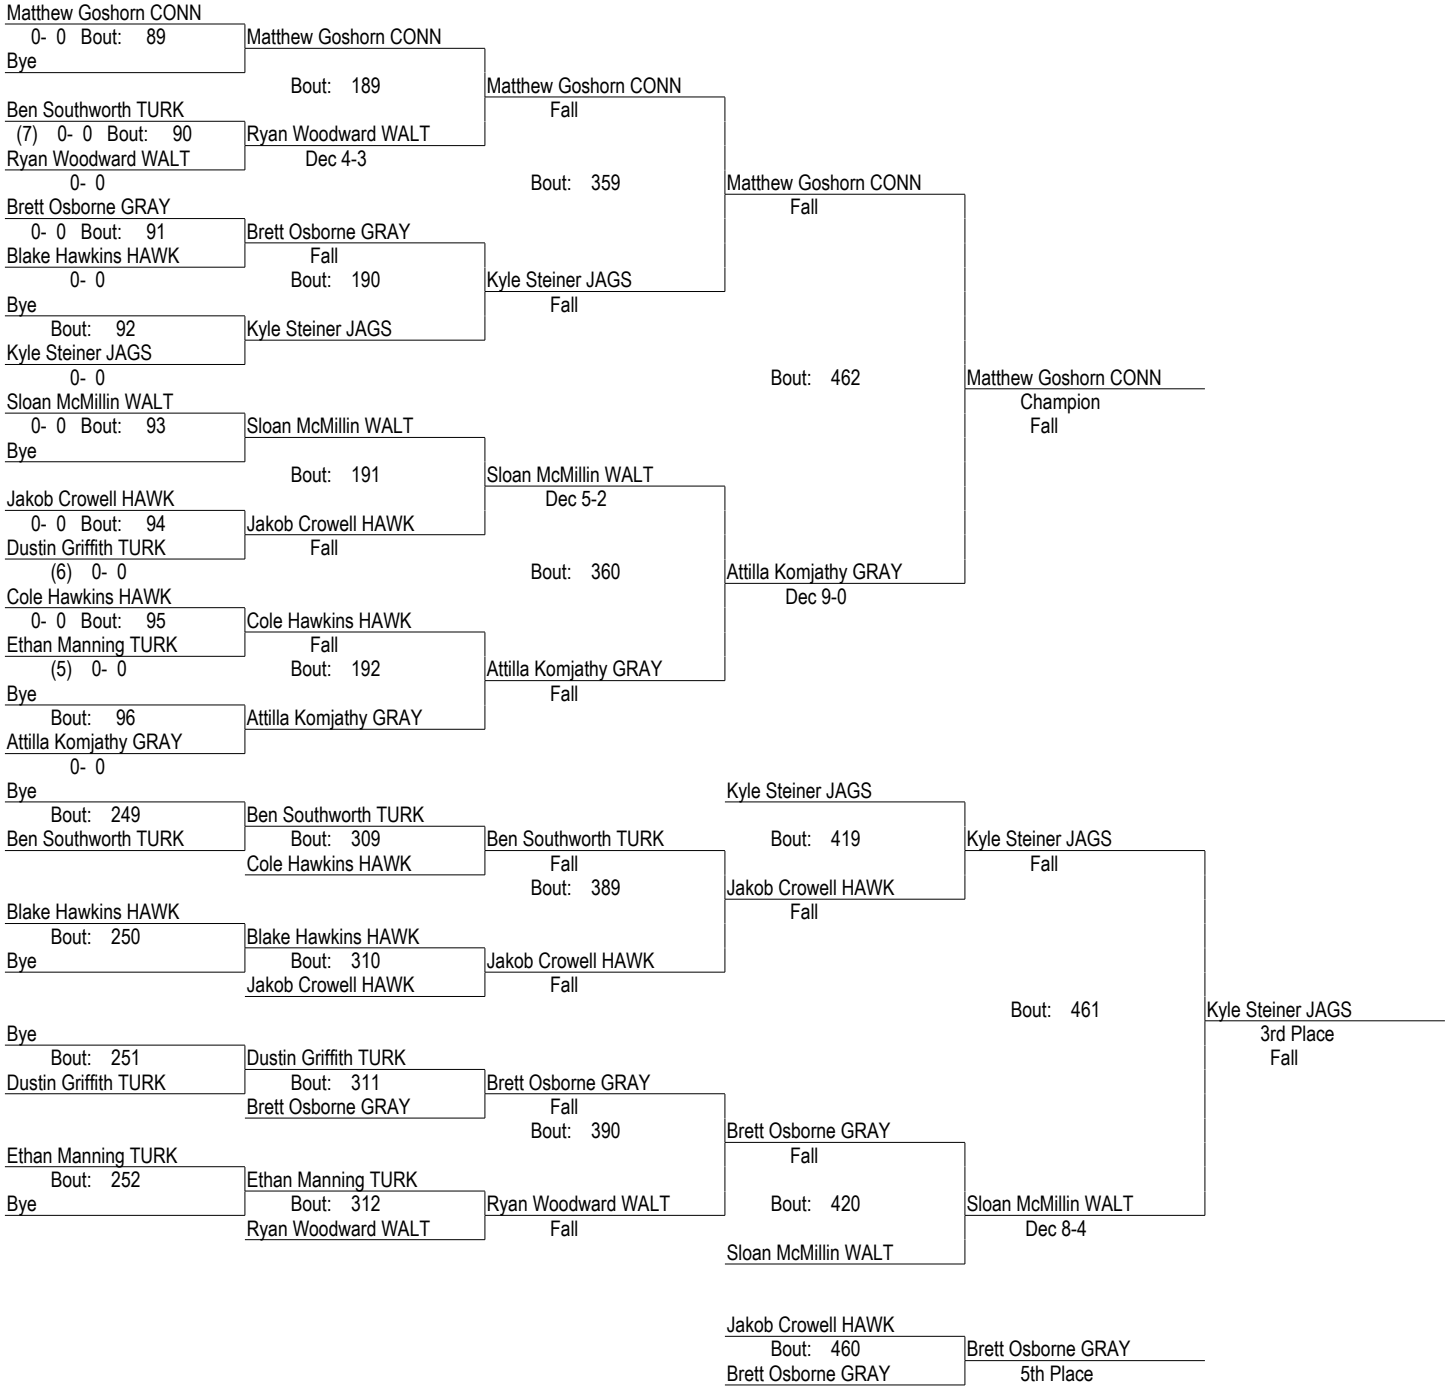 Matthew Goshorn CONN
0- 0 Bout: 89 Matthew Goshorn CONN
Bye
Bout: 189 Matthew Goshorn CONN
Ben Southworth TURK Fall
(7) 0- 0 Bout: 90 Ryan Woodward WALT
Ryan Woodward WALT Dec 4-3
0- 0 Bout: 359 Matthew Goshorn CONN
Brett Osborne GRAY Fall
0- 0 Bout: 91 Brett Osborne GRAY
Blake Hawkins HAWK Fall
0- 0 Bout: 190 Kyle Steiner JAGS
Bye Fall
Bout: 92 Kyle Steiner JAGS
Kyle Steiner JAGS
0- 0 Bout: 462 Matthew Goshorn CONN
Sloan McMillin WALT Champion
0- 0 Bout: 93 Sloan McMillin WALT Fall
Bye
Bout: 191 Sloan McMillin WALT
Jakob Crowell HAWK Dec 5-2
0- 0 Bout: 94 Jakob Crowell HAWK
Dustin Griffith TURK Fall
(6) 0- 0 Bout: 360 Attilla Komjathy GRAY
Cole Hawkins HAWK Dec 9-0
0- 0 Bout: 95 Cole Hawkins HAWK
Ethan Manning TURK Fall
(5) 0- 0 Bout: 192 Attilla Komjathy GRAY
Bye Fall
Bout: 96 Attilla Komjathy GRAY
Attilla Komjathy GRAY
0- 0
Bye Kyle Steiner JAGS
Bout: 249 Ben Southworth TURK
Ben Southworth TURK Bout: 309 Ben Southworth TURK Bout: 419 Kyle Steiner JAGS
Cole Hawkins HAWK Fall Fall
Bout: 389 Jakob Crowell HAWK
Blake Hawkins HAWK Fall
Bout: 250 Blake Hawkins HAWK
Bye Bout: 310 Jakob Crowell HAWK
Jakob Crowell HAWK Fall
Bout: 461 Kyle Steiner JAGS
Bye 3rd Place
Bout: 251 Dustin Griffith TURK Fall
Dustin Griffith TURK Bout: 311 Brett Osborne GRAY
Brett Osborne GRAY Fall
Bout: 390 Brett Osborne GRAY
Ethan Manning TURK Fall
Bout: 252 Ethan Manning TURK
Bye Bout: 312 Ryan Woodward WALT Bout: 420 Sloan McMillin WALT
Ryan Woodward WALT Fall Dec 8-4
Sloan McMillin WALT
Jakob Crowell HAWK
Bout: 460 Brett Osborne GRAY
Brett Osborne GRAY 5th Place